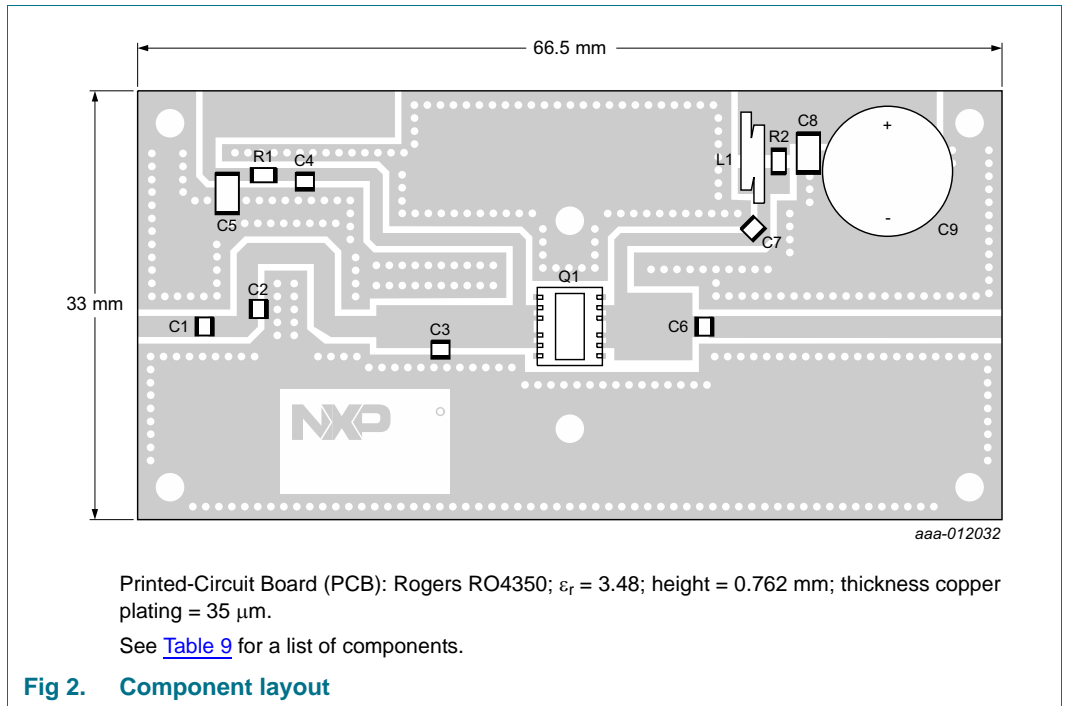 66.5 mm
C8
+
R2
L1
R1
C4
C5
-
C9
C7
Q1
33 mm
C2
C1
C3
C6
NXP
aaa-012032
Printed-Circuit Board (PCB): Rogers RO4350; εr = 3.48; height = 0.762 mm; thickness copper
plating = 35 μm.
See Table 9 for a list of components.
Fig 2. Component layout